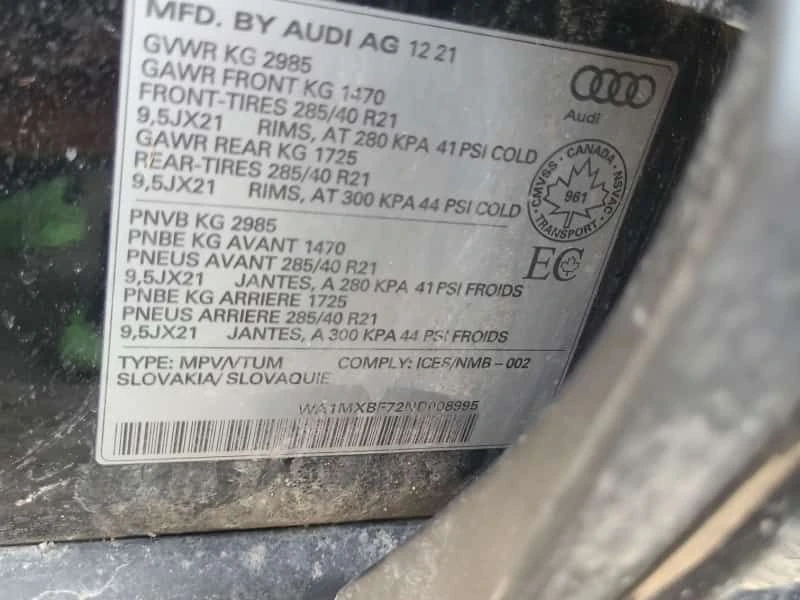 MFD. BY AUDI AG 12 21
GVWR KG 2985
GAWR FRONT KG 1470
FRONT-TIRES 285/40 R21
9,5JX21 RIMS, AT 280 KPA 41 PSI COLD
GAWR REAR KG 1725
REAR-TIRES 285/40 R21
9,5JX21 RIMS, AT 300 KPA 44 PSI COLD
Audi
CMVSS · CANADA · NSVAC
961
TRANSPORT
PNVB KG 2985
PNBE KG AVANT 1470
PNEUS AVANT 285/40 R21
9,5JX21 JANTES, A 280 KPA 41 PSI FROIDS
PNBE KG ARRIERE 1725
PNEUS ARRIERE 285/40 R21
9,5JX21 JANTES, A 300 KPA 44 PSI FROIDS
EC
TYPE: MPV/VTUM COMPLY: ICES/NMB-002
SLOVAKIA/ SLOVAQUIE
WA1MXBF72ND008995